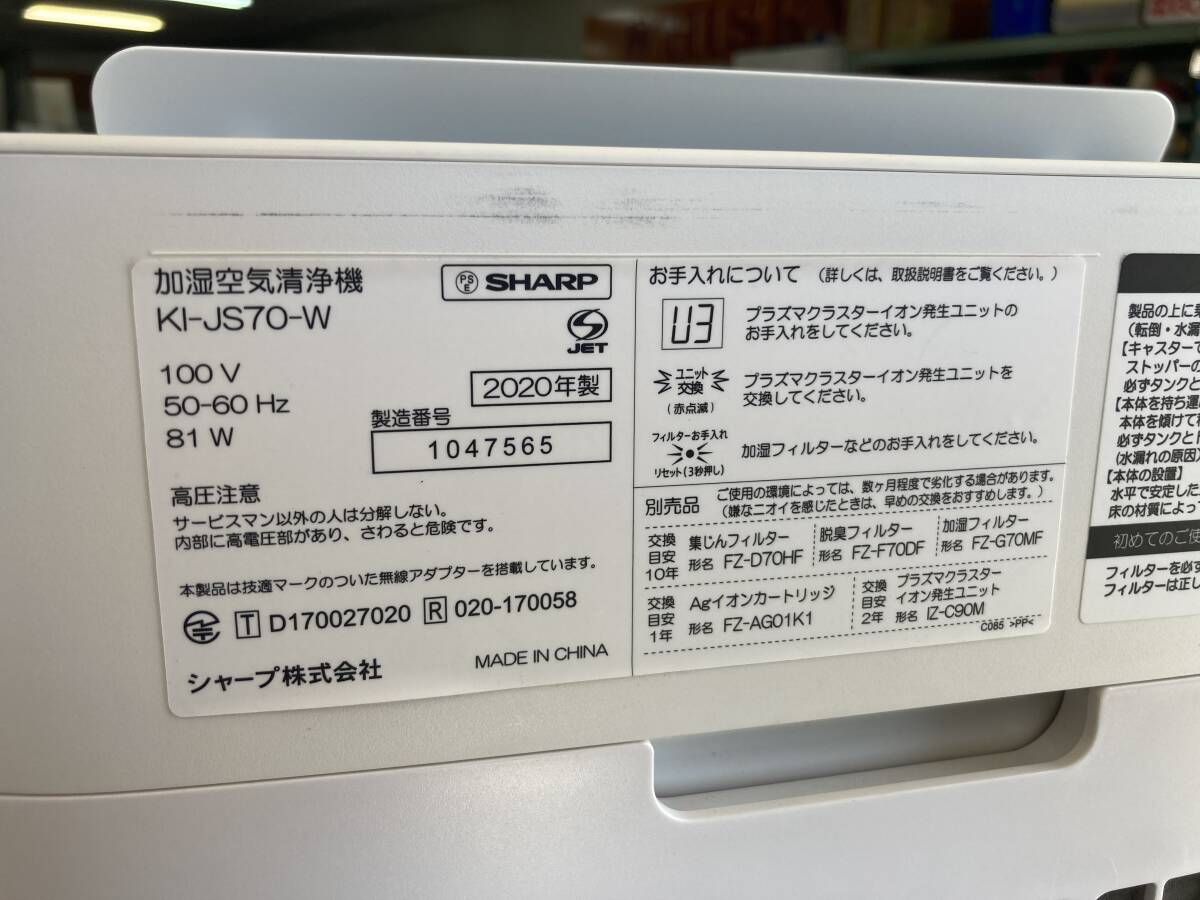 加湿空気清浄機
KI-JS70-W
PS E SHARP
JET
100 V
50-60 Hz
81 W
2020年製
製造番号
1047565
高圧注意
サービスマン以外の人は分解しない。
内部に高電圧部があり、さわると危険です。
本製品は技適マークのついた無線アダプターを搭載しています。
T D170027020 R 020-170058
シャープ株式会社
MADE IN CHINA
お手入れについて (詳しくは、取扱説明書をご覧ください。)
U3
プラズマクラスターイオン発生ユニットの
お手入れをしてください。
ユニット
交換
(赤点滅)
プラズマクラスターイオン発生ユニットを
交換してください。
フィルターお手入れ
リセット(3秒押し)
加湿フィルターなどのお手入れをしてください。
別売品
ご使用の環境によっては、数ヶ月程度で劣化する場合があります。
(嫌なニオイを感じたときは、早めの交換をおすすめします。)
交換
目安
10年
集じんフィルター
形名 FZ-D70HF
脱臭フィルター
形名 FZ-F70DF
加湿フィルター
形名 FZ-G70MF
交換
目安
1年
Agイオンカートリッジ
形名 FZ-AG01K1
交換
目安
2年
プラズマクラスター
イオン発生ユニット
形名 IZ-C90M
C085 >PP<
製品の上に乗
(転倒・水漏
【キャスターで
ストッパーの
必ずタンクと
【本体を持ち運
本体を傾けて
必ずタンクとト
(水漏れの原因)
【本体の設置】
水平で安定した
床の材質によって
初めてのご使
フィルターを必ず
フィルターは正し